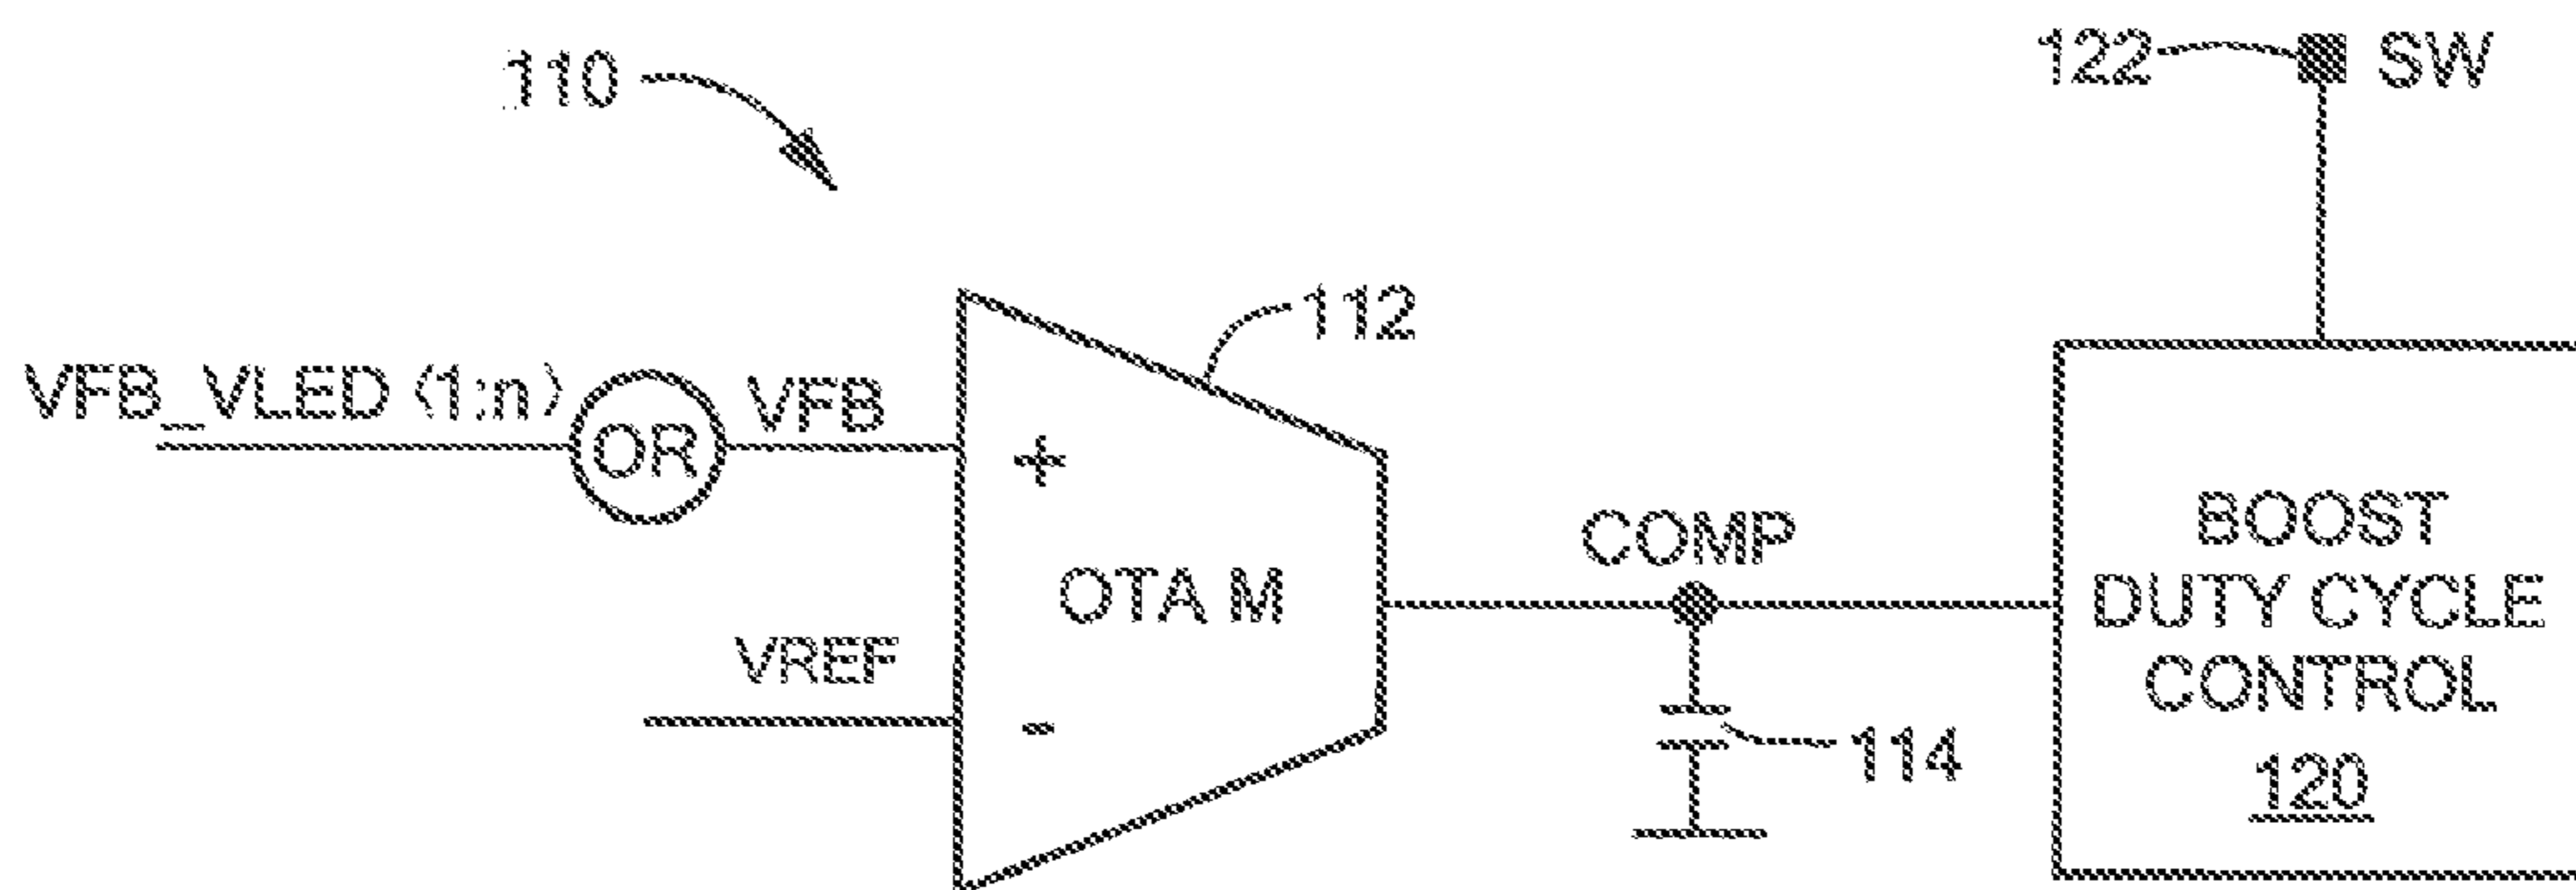 110
122
SW
112
VFB_VLED ⟨1:n⟩
OR
VFB
+
OTA M
COMP
BOOST
DUTY CYCLE
CONTROL
120
VREF
-
114